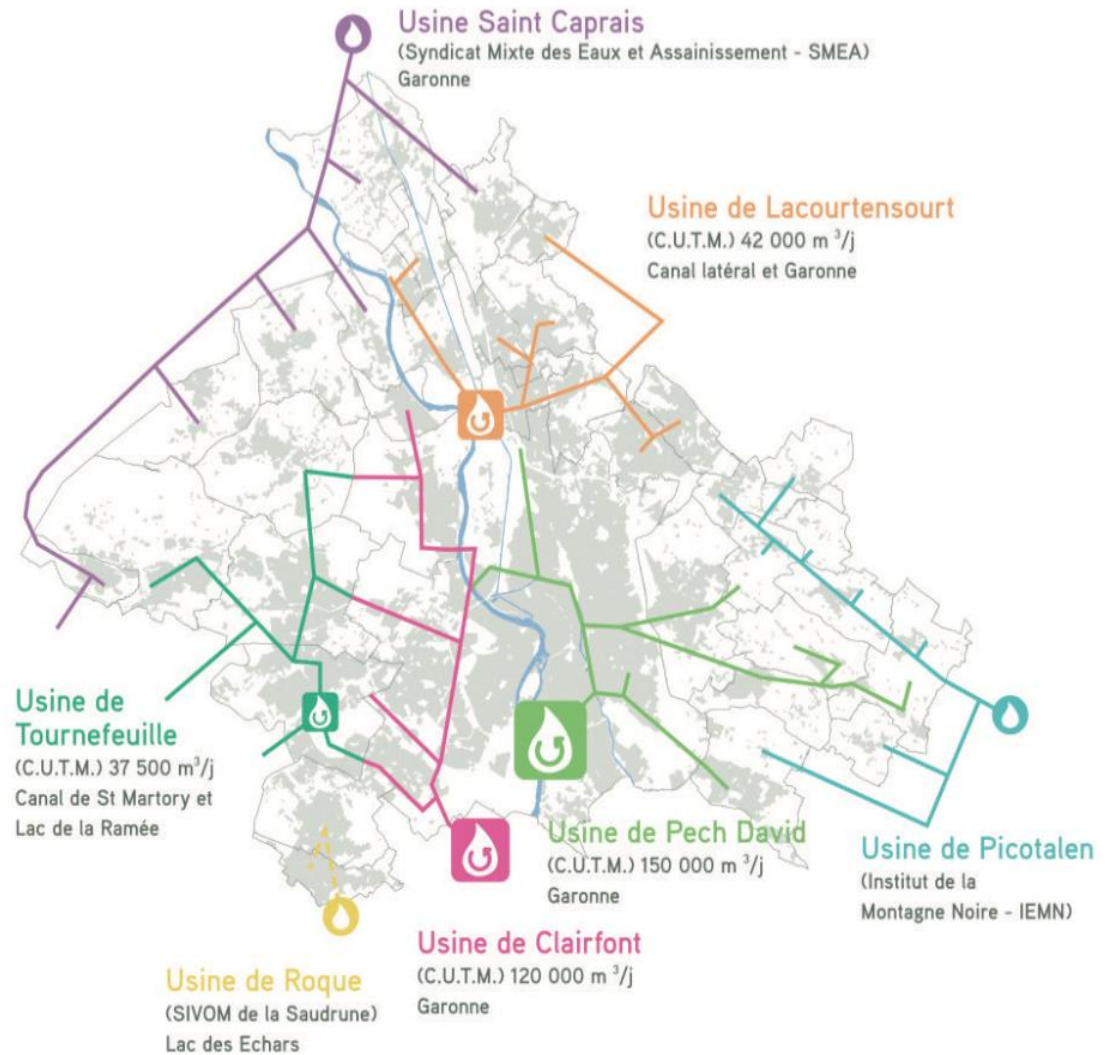 Usine Saint Caprais
(Syndicat Mixte des Eaux et Assainissement - SMEA)
Garonne
Usine de Lacourtensourt
(C.U.T.M.) 42 000 m³/j
Canal latéral et Garonne
Usine de
Tournefeuille
(C.U.T.M.) 37 500 m³/j
Canal de St Martory et
Lac de la Ramée
Usine de Pech David
(C.U.T.M.) 150 000 m³/j
Garonne
Usine de Picotalen
(Institut de la
Montagne Noire - IEMN)
Usine de Clairfont
(C.U.T.M.) 120 000 m³/j
Garonne
Usine de Roque
(SIVOM de la Saudrune)
Lac des Echars